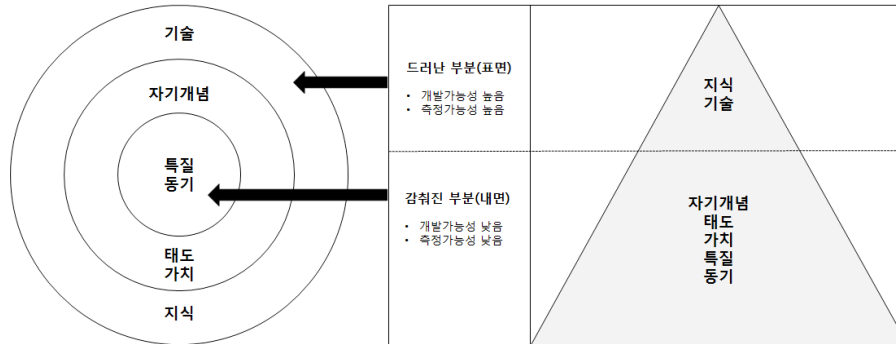 기술
자기개념
특질
동기
태도
가치
지식
드러난 부분(표면)
• 개발가능성 높음
• 측정가능성 높음
감춰진 부분(내면)
• 개발가능성 낮음
• 측정가능성 낮음
지식
기술
자기개념
태도
가치
특질
동기